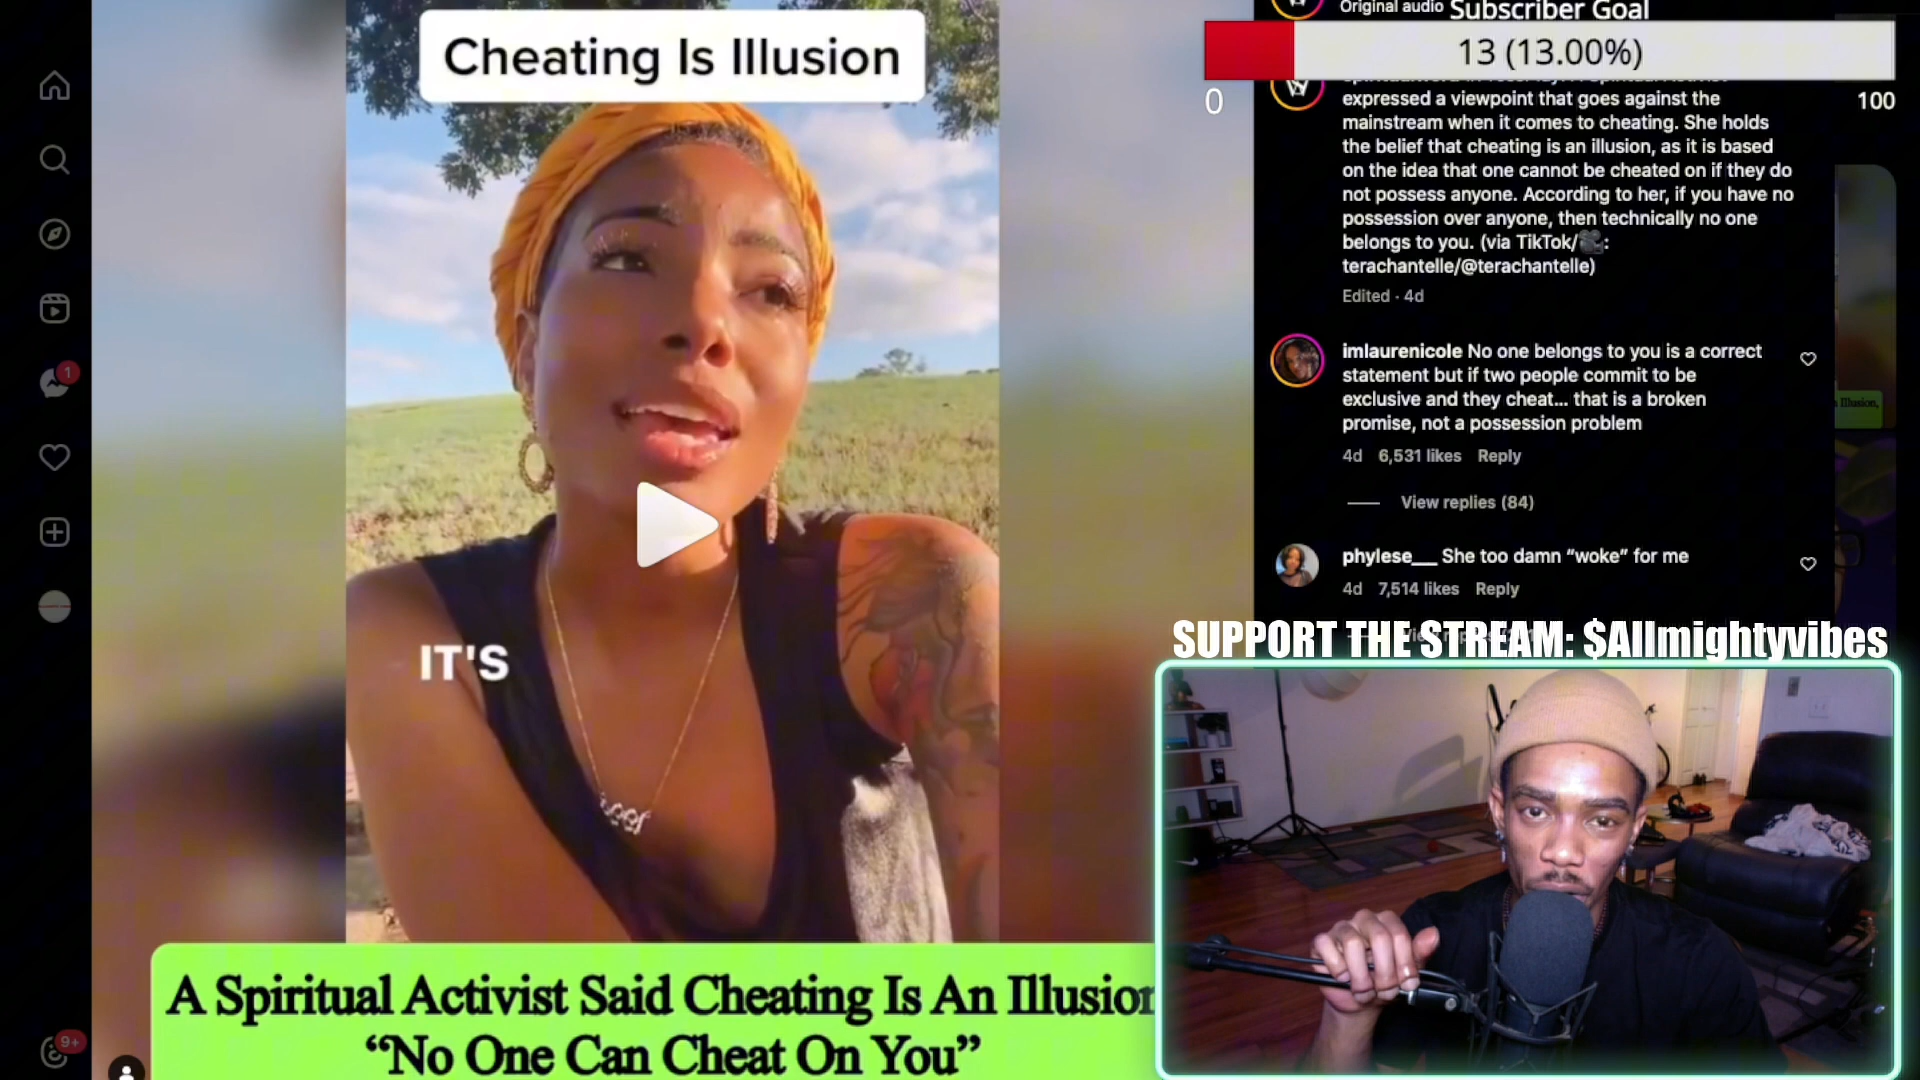 Cheating Is Illusion
IT'S
A Spiritual Activist Said Cheating Is An Illusion
“No One Can Cheat On You”
1
9+
Original audio
Subscriber Goal
13 (13.00%)
0
100
expressed a viewpoint that goes against the
mainstream when it comes to cheating. She holds
the belief that cheating is an illusion, as it is based
on the idea that one cannot be cheated on if they do
not possess anyone. According to her, if you have no
possession over anyone, then technically no one
belongs to you. (via TikTok/🎥:
terachantelle/@terachantelle)
Edited · 4d
imlaurenicole No one belongs to you is a correct
statement but if two people commit to be
exclusive and they cheat... that is a broken
promise, not a possession problem
4d 6,531 likes Reply
View replies (84)
phylese__ She too damn “woke” for me
4d 7,514 likes Reply
SUPPORT THE STREAM: $Allmightyvibes
Illusion,